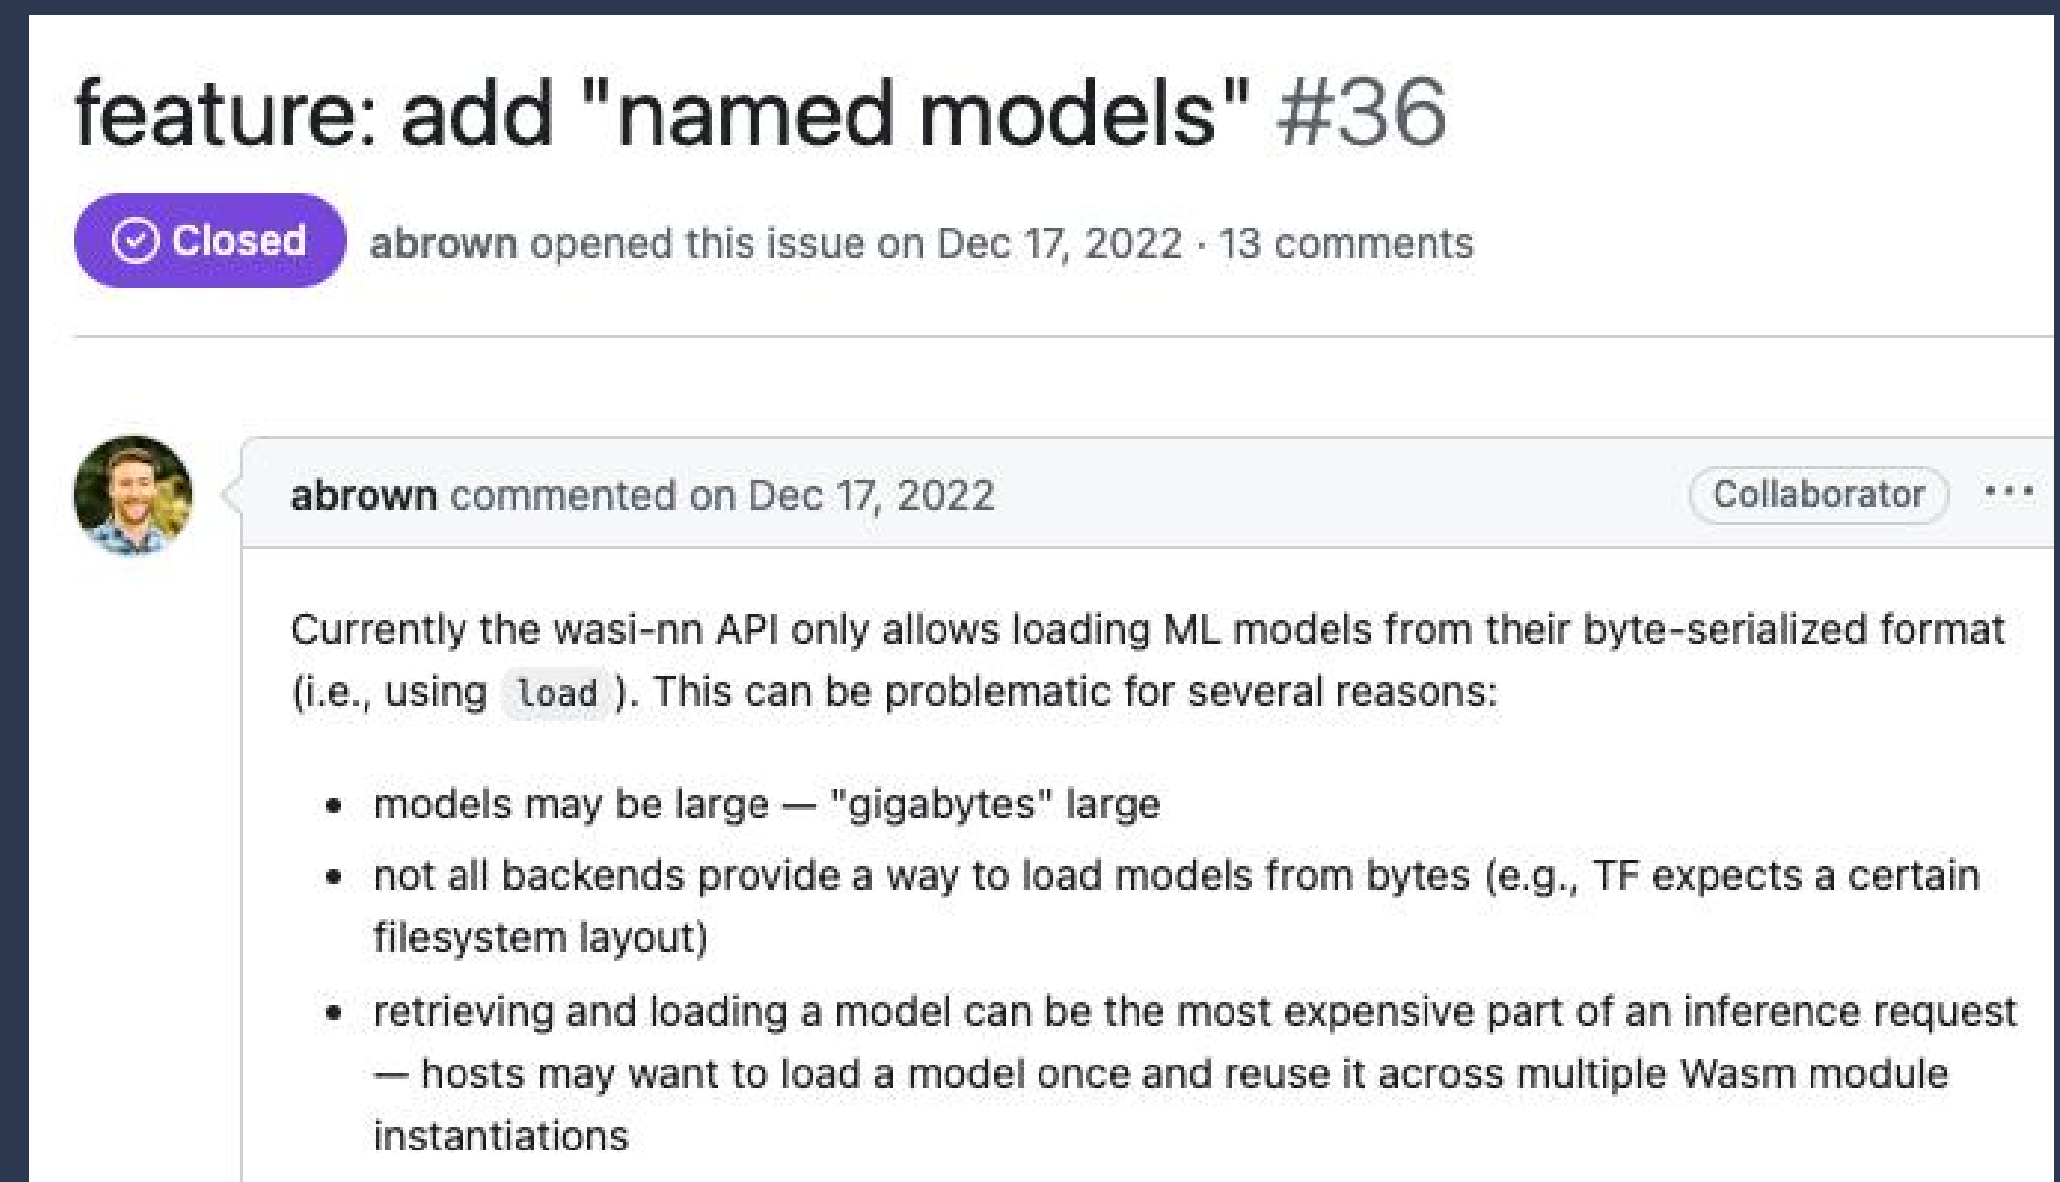 feature: add "named models" #36
Closed
abrown opened this issue on Dec 17, 2022 · 13 comments
abrown commented on Dec 17, 2022
Collaborator
Currently the wasi-nn API only allows loading ML models from their byte-serialized format
(i.e., using load). This can be problematic for several reasons:
• models may be large — "gigabytes" large
• not all backends provide a way to load models from bytes (e.g., TF expects a certain
filesystem layout)
• retrieving and loading a model can be the most expensive part of an inference request
— hosts may want to load a model once and reuse it across multiple Wasm module
instantiations